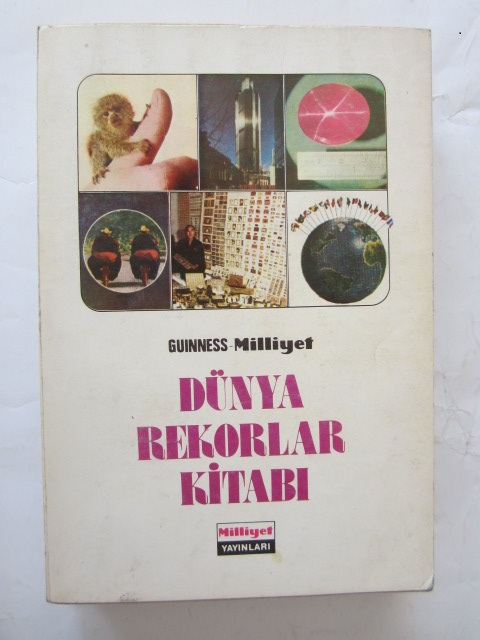 GUINNESS-Milliyet
DÜNYA
REKORLAR
KİTABI
Milliyet
YAYINLARI